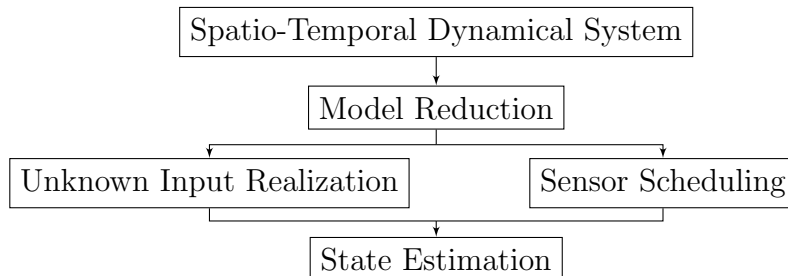 Spatio-Temporal Dynamical System
Model Reduction
Unknown Input Realization
Sensor Scheduling
State Estimation